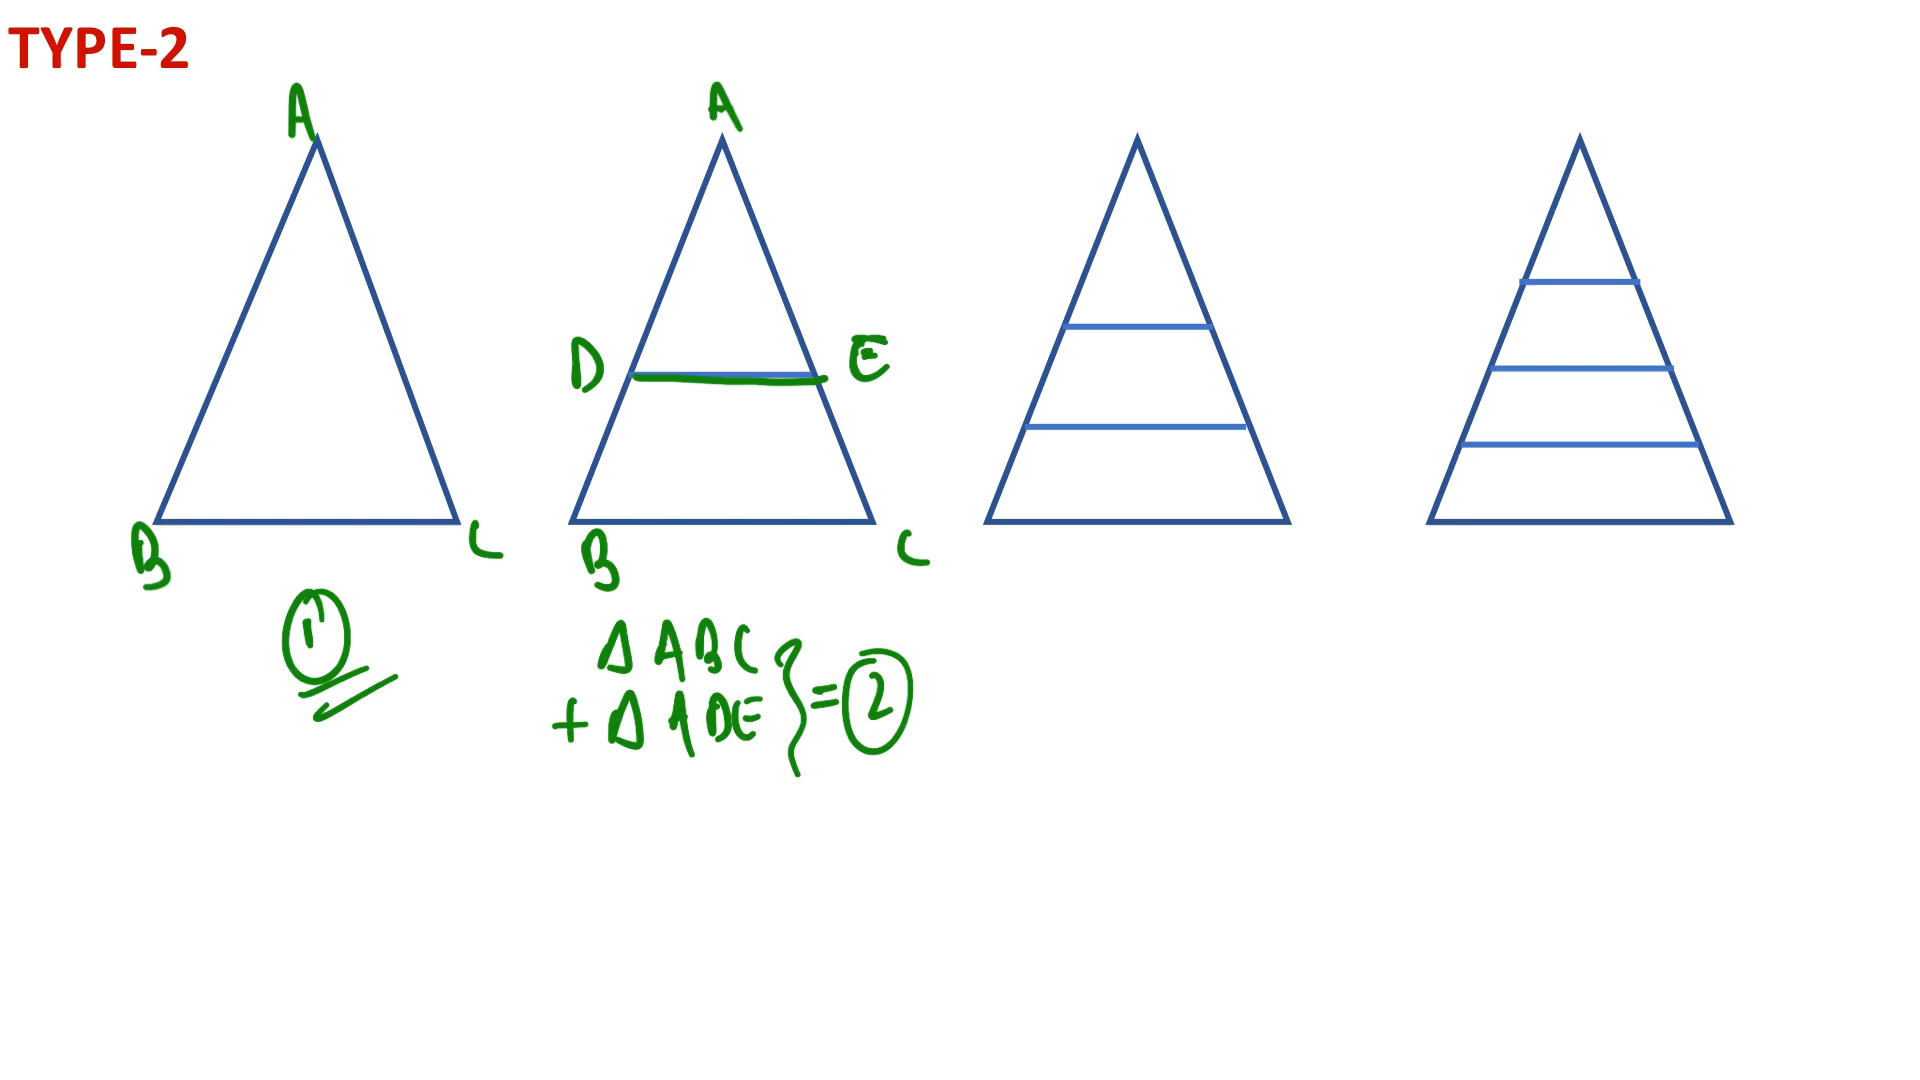 TYPE-2
A
A
D
E
B
C
B
C
1
Δ ABC
+ Δ ADE } = 2